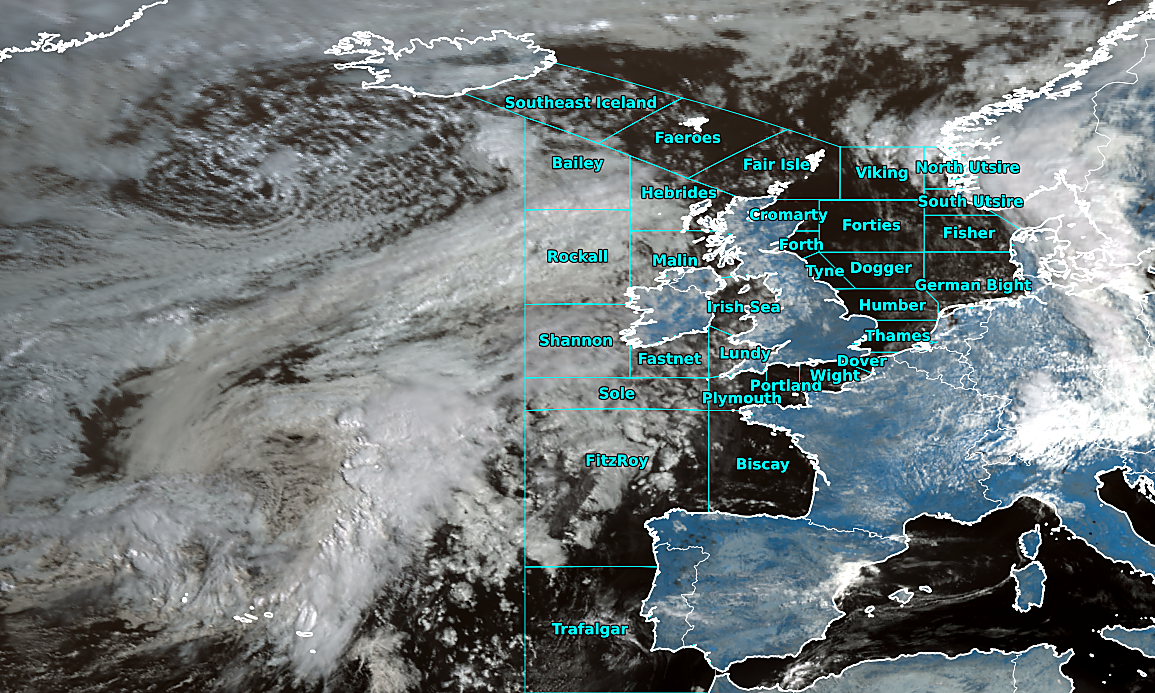 Southeast Iceland
Faeroes
Bailey
Fair Isle
Viking
North Utsire
Hebrides
South Utsire
Cromarty
Forties
Fisher
Forth
Rockall
Malin
Tyne
Dogger
German Bight
Irish Sea
Humber
Shannon
Thames
Fastnet
Lundy
Dover
Wight
Portland
Sole
Plymouth
FitzRoy
Biscay
Trafalgar